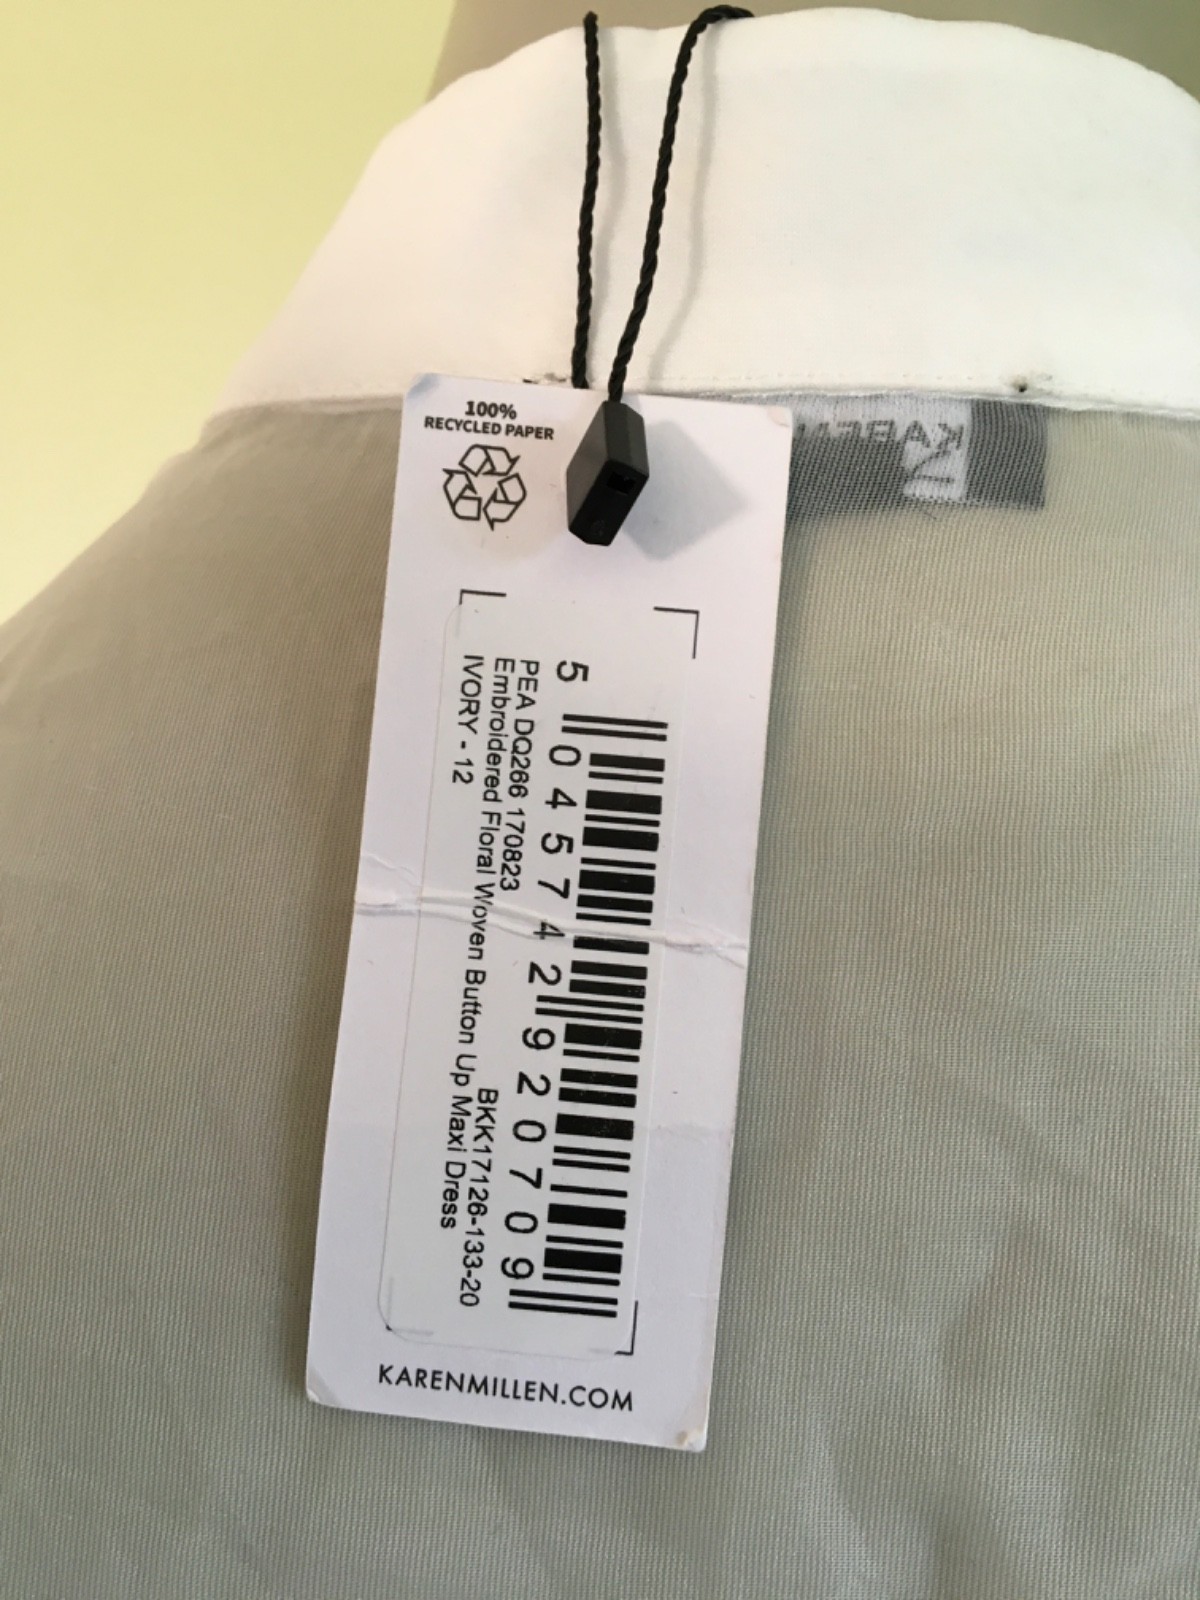 100%
RECYCLED PAPER
5 045742 920709
PEA DQ266 170823
BKK17126-133-20
Embroidered Floral Woven Button Up Maxi Dress
IVORY - 12
KARENMILLEN.COM